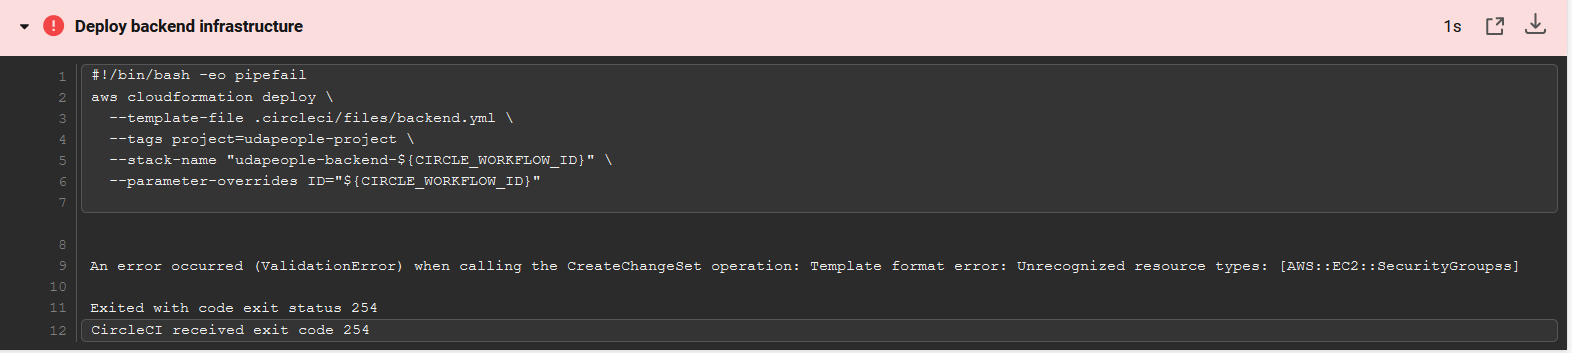 Deploy backend infrastructure
1s
1 #!/bin/bash -eo pipefail
2 aws cloudformation deploy \
3   --template-file .circleci/files/backend.yml \
4   --tags project=udapeople-project \
5   --stack-name "udapeople-backend-${CIRCLE_WORKFLOW_ID}" \
6   --parameter-overrides ID="${CIRCLE_WORKFLOW_ID}"
7
8
9 An error occurred (ValidationError) when calling the CreateChangeSet operation: Template format error: Unrecognized resource types: [AWS::EC2::SecurityGroupss]
10
11 Exited with code exit status 254
12 CircleCI received exit code 254